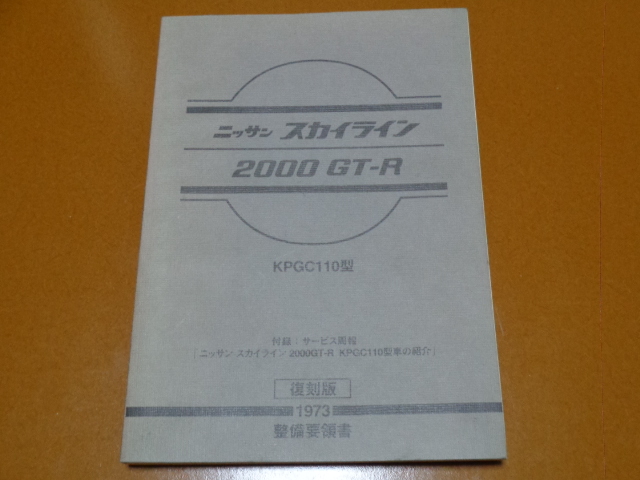 ニッサン スカイライン
2000 GT-R
KPGC110型
付録：サービス周報
「ニッサン スカイライン 2000GT-R KPGC110型車の紹介」
復刻版
1973
整備要領書